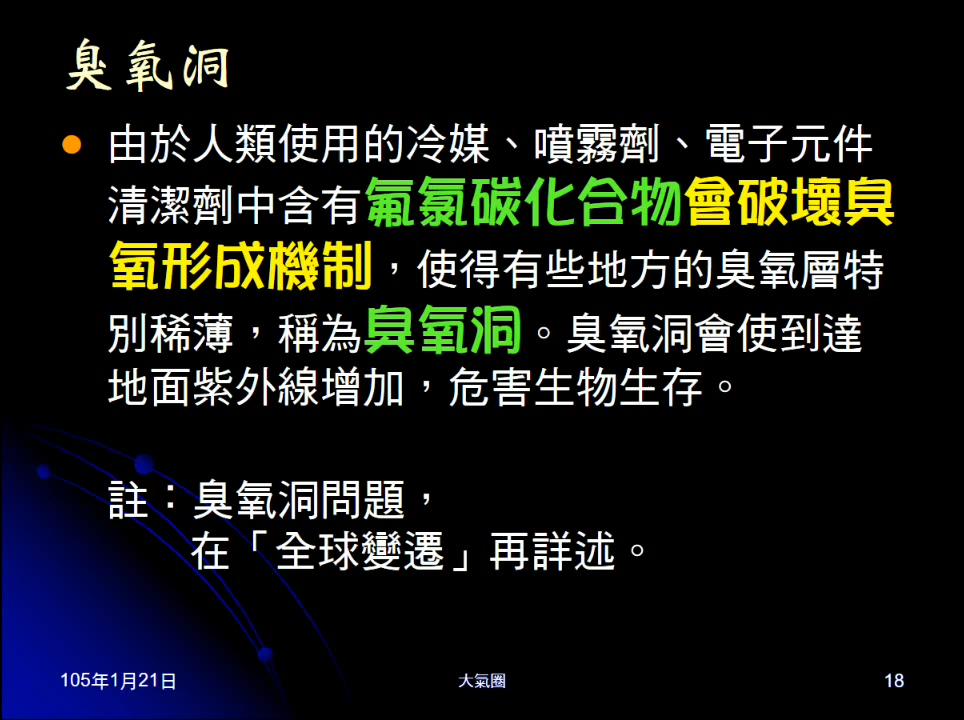 臭氧洞
由於人類使用的冷媒、噴霧劑、電子元件
清潔劑中含有氟氯碳化合物會破壞臭
氧形成機制，使得有些地方的臭氧層特
別稀薄，稱為臭氧洞。臭氧洞會使到達
地面紫外線增加，危害生物生存。
註：臭氧洞問題，
在「全球變遷」再詳述。
105年1月21日
大氣圈
18